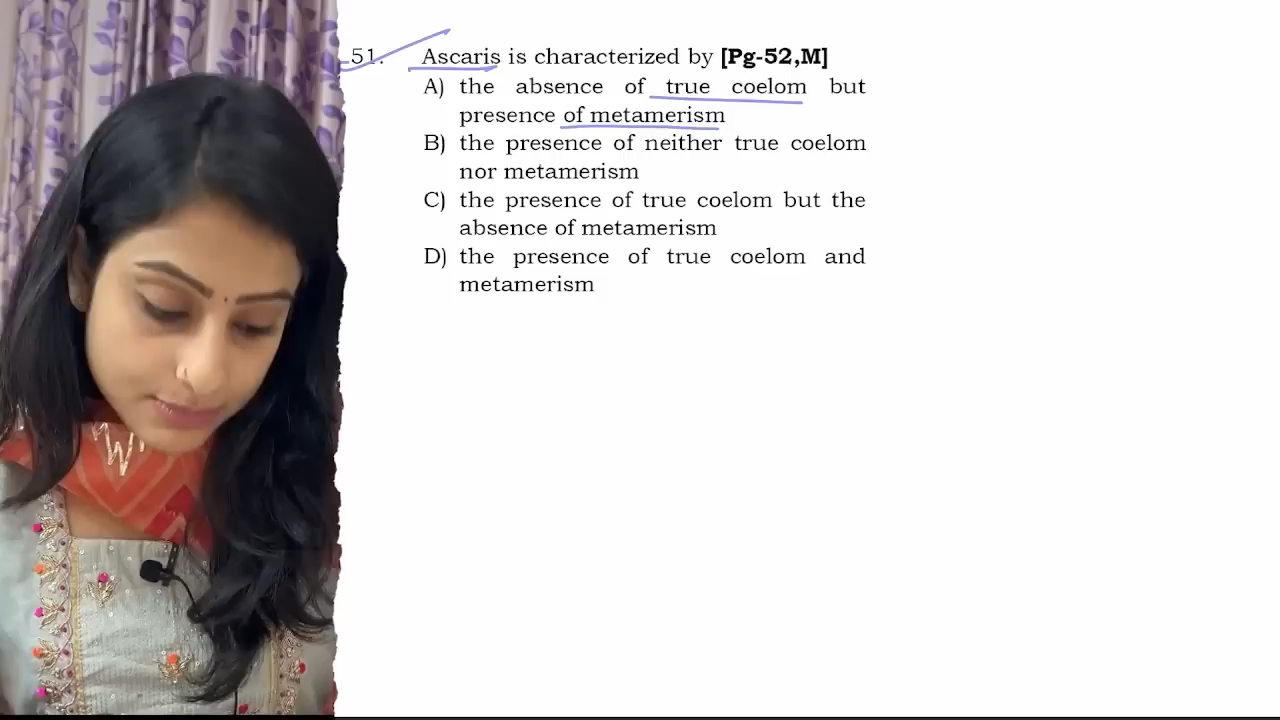 51. Ascaris is characterized by [Pg-52,M]
A) the absence of true coelom but
presence of metamerism
B) the presence of neither true coelom
nor metamerism
C) the presence of true coelom but the
absence of metamerism
D) the presence of true coelom and
metamerism